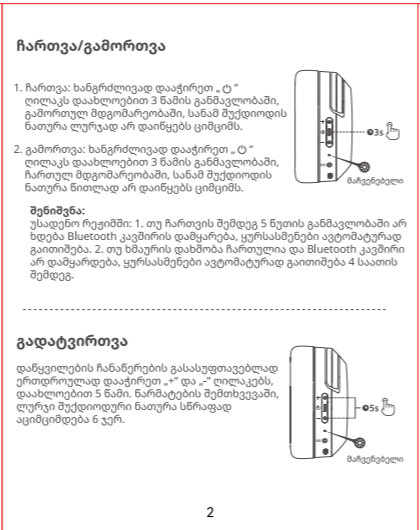 ჩართვა/გამორთვა
1. ჩართვა: ხანგრძლივად დააჭირეთ „⏻“
ღილაკს დაახლოებით 3 წამის განმავლობაში,
გამორთულ მდგომარეობაში, სანამ შუქდიოდის
ნათურა ლურჯად არ დაიწყებს ციმციმს.
+
-
3s
მაჩვენებელი
2. გამორთვა: ხანგრძლივად დააჭირეთ „⏻“
ღილაკს დაახლოებით 3 წამის განმავლობაში,
ჩართულ მდგომარეობაში, სანამ შუქდიოდის
ნათურა წითლად არ დაიწყებს ციმციმს.
შენიშვნა:
უსადენო რეჟიმში: 1. თუ ჩართვის შემდეგ 5 წუთის განმავლობაში არ
ხდება Bluetooth კავშირის დამყარება, ყურსასმენები ავტომატურად
გაითიშება. 2. თუ ხმაურის დახშობა ჩართულია და Bluetooth კავშირი
არ დამყარდება, ყურსასმენები ავტომატურად გაითიშება 4 საათის
შემდეგ.
გადატვირთვა
დაწყვილების ჩანაწერების გასასუფთავებლად
ერთდროულად დააჭირეთ „+“ და „-“ ღილაკებს,
დაახლოებით 5 წამი. წარმატების შემთხვევაში,
ლურჯი შუქდიოდური ნათურა სწრაფად
აციმციმდება 6 ჯერ.
+
-
5s
მაჩვენებელი
2